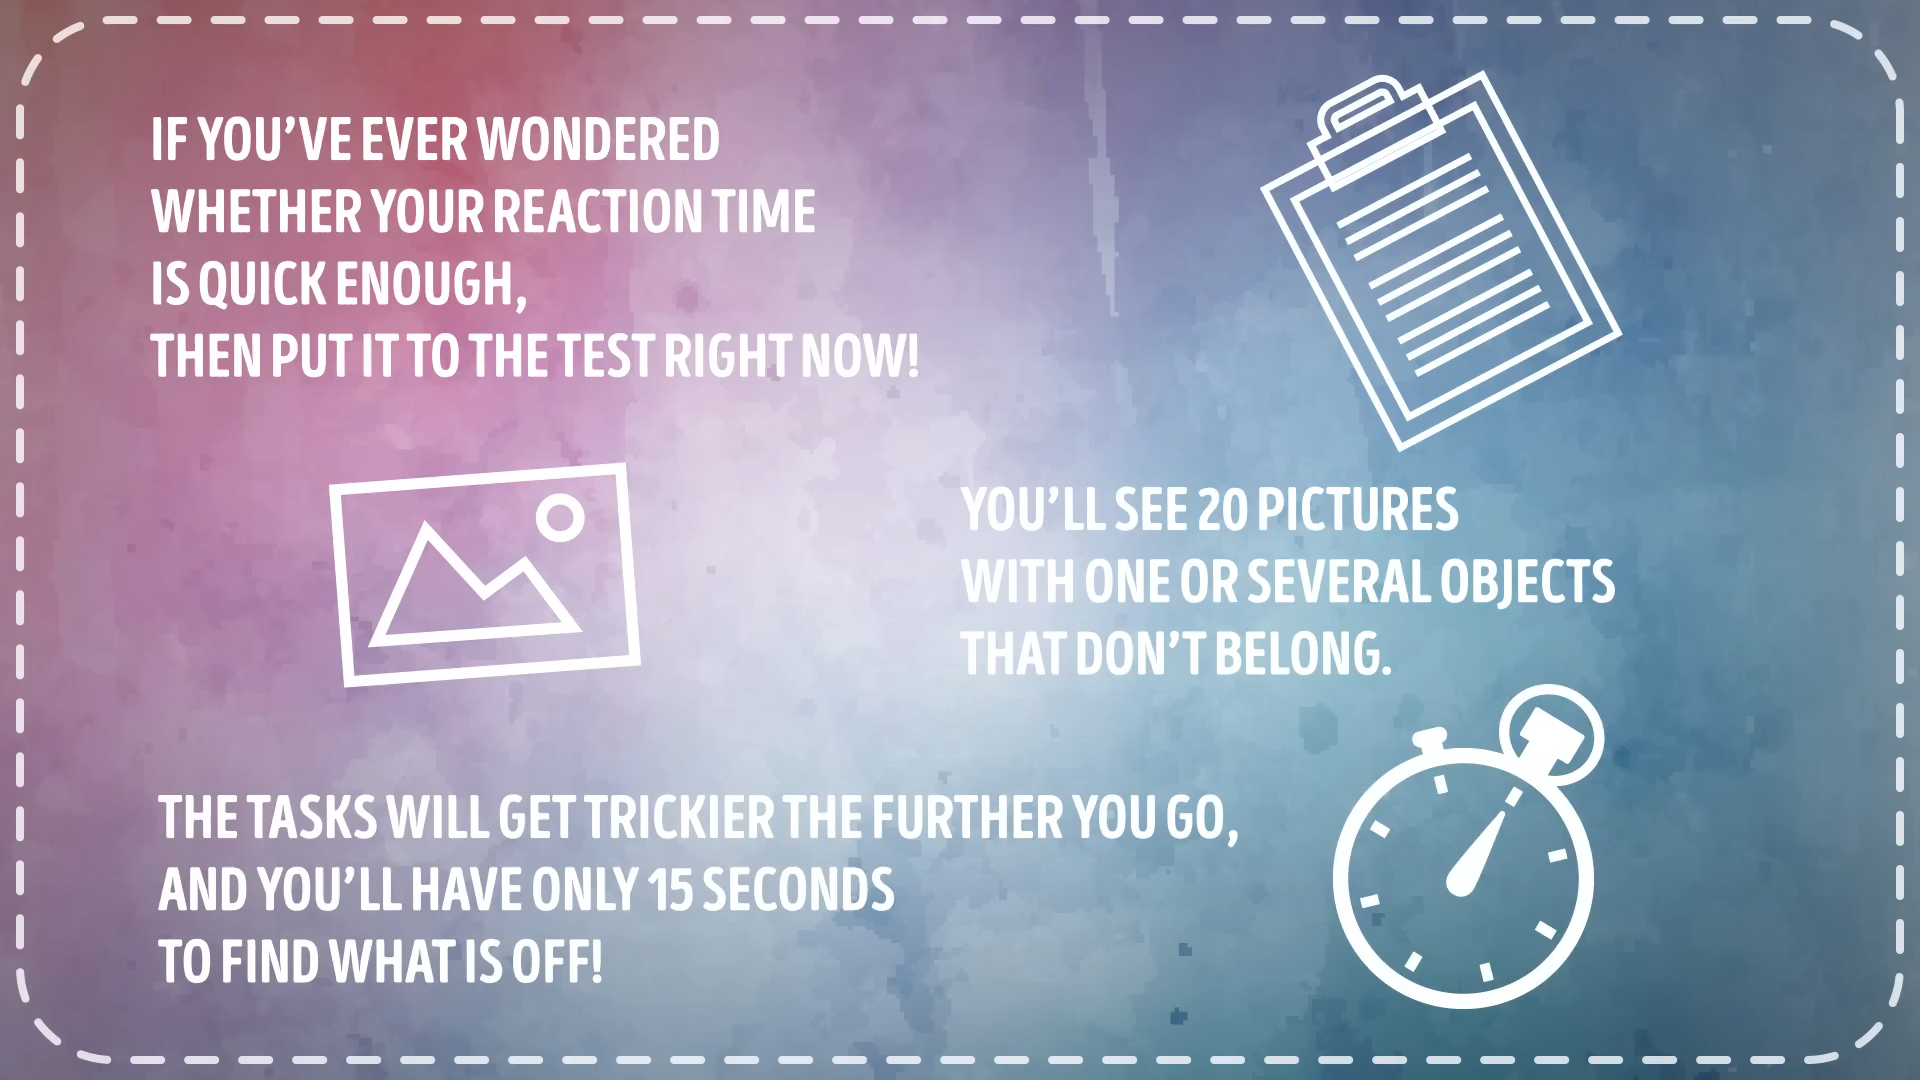 IF YOU’VE EVER WONDERED
WHETHER YOUR REACTION TIME
IS QUICK ENOUGH,
THEN PUT IT TO THE TEST RIGHT NOW!
YOU’LL SEE 20 PICTURES
WITH ONE OR SEVERAL OBJECTS
THAT DON’T BELONG.
THE TASKS WILL GET TRICKIER THE FURTHER YOU GO,
AND YOU’LL HAVE ONLY 15 SECONDS
TO FIND WHAT IS OFF!